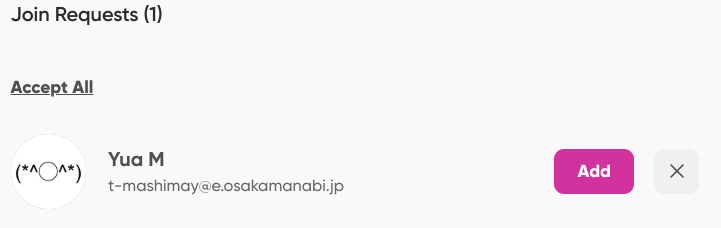 Join Requests (1)
Accept All
(*^◯^*)
Yua M
t-mashimay@e.osakamanabi.jp
Add